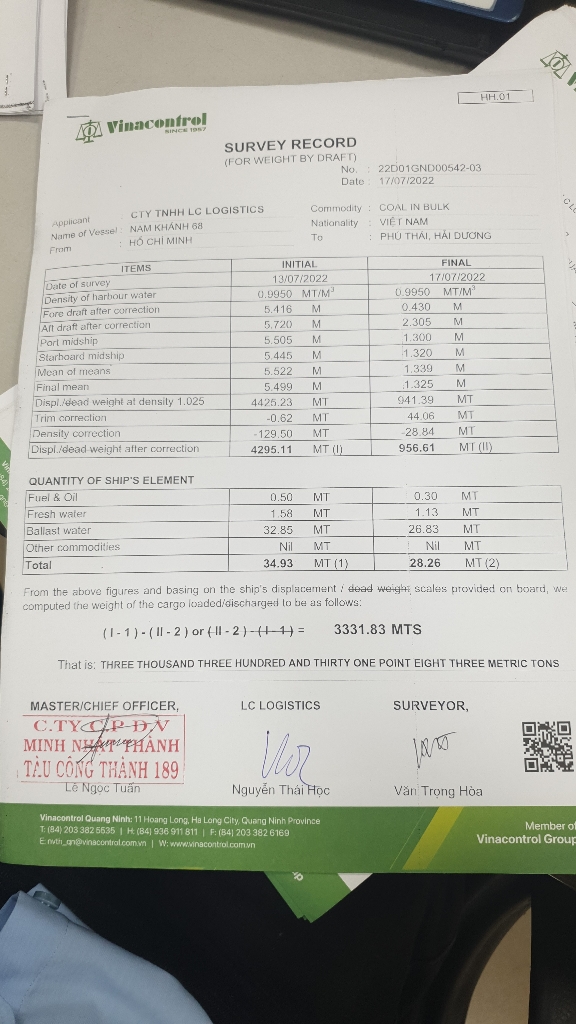 HH.01
Vinacontrol
SINCE 1957
SURVEY RECORD
(FOR WEIGHT BY DRAFT)
No. : 22D01GND00542-03
Date : 17/07/2022
Applicant : CTY TNHH LC LOGISTICS Commodity : COAL IN BULK
Name of Vessel : NAM KHÁNH 68 Nationality : VIỆT NAM
From : HỒ CHÍ MINH To : PHÚ THÁI, HẢI DƯƠNG
ITEMS INITIAL FINAL
Date of survey 13/07/2022 17/07/2022
Density of harbour water 0.9950 MT/M³ 0.9950 MT/M³
Fore draft after correction 5.416 M 0.430 M
Aft draft after correction 5.720 M 2.305 M
Port midship 5.505 M 1.300 M
Starboard midship 5.445 M 1.320 M
Mean of means 5.522 M 1.339 M
Final mean 5.499 M 1.325 M
Displ./dead weight at density 1.025 4425.23 MT 941.39 MT
Trim correction -0.62 MT 44.06 MT
Density correction -129.50 MT -28.84 MT
Displ./dead weight after correction 4295.11 MT (I) 956.61 MT (II)
QUANTITY OF SHIP'S ELEMENT
Fuel & Oil 0.50 MT 0.30 MT
Fresh water 1.58 MT 1.13 MT
Ballast water 32.85 MT 26.83 MT
Other commodities Nil MT Nil MT
Total 34.93 MT (1) 28.26 MT (2)
From the above figures and basing on the ship's displacement / dead weight scales provided on board, we
computed the weight of the cargo loaded/discharged to be as follows:
( I - 1 ) - ( II - 2 ) or ( II - 2 ) - ( I - 1 ) = 3331.83 MTS
That is: THREE THOUSAND THREE HUNDRED AND THIRTY ONE POINT EIGHT THREE METRIC TONS
MASTER/CHIEF OFFICER, LC LOGISTICS SURVEYOR,
C.TY C.P D.V
MINH NHẬT THÀNH
TÀU CÔNG THÀNH 189
Lê Ngọc Tuấn Nguyễn Thái Học Văn Trọng Hòa
Vinacontrol Quang Ninh: 11 Hoang Long, Ha Long City, Quang Ninh Province
T: (84) 203 382 5635 | H: (84) 936 911 811 | F: (84) 203 382 6169
E: nvth_qn@vinacontrol.com.vn | W: www.vinacontrol.com.vn
Member of
Vinacontrol Group